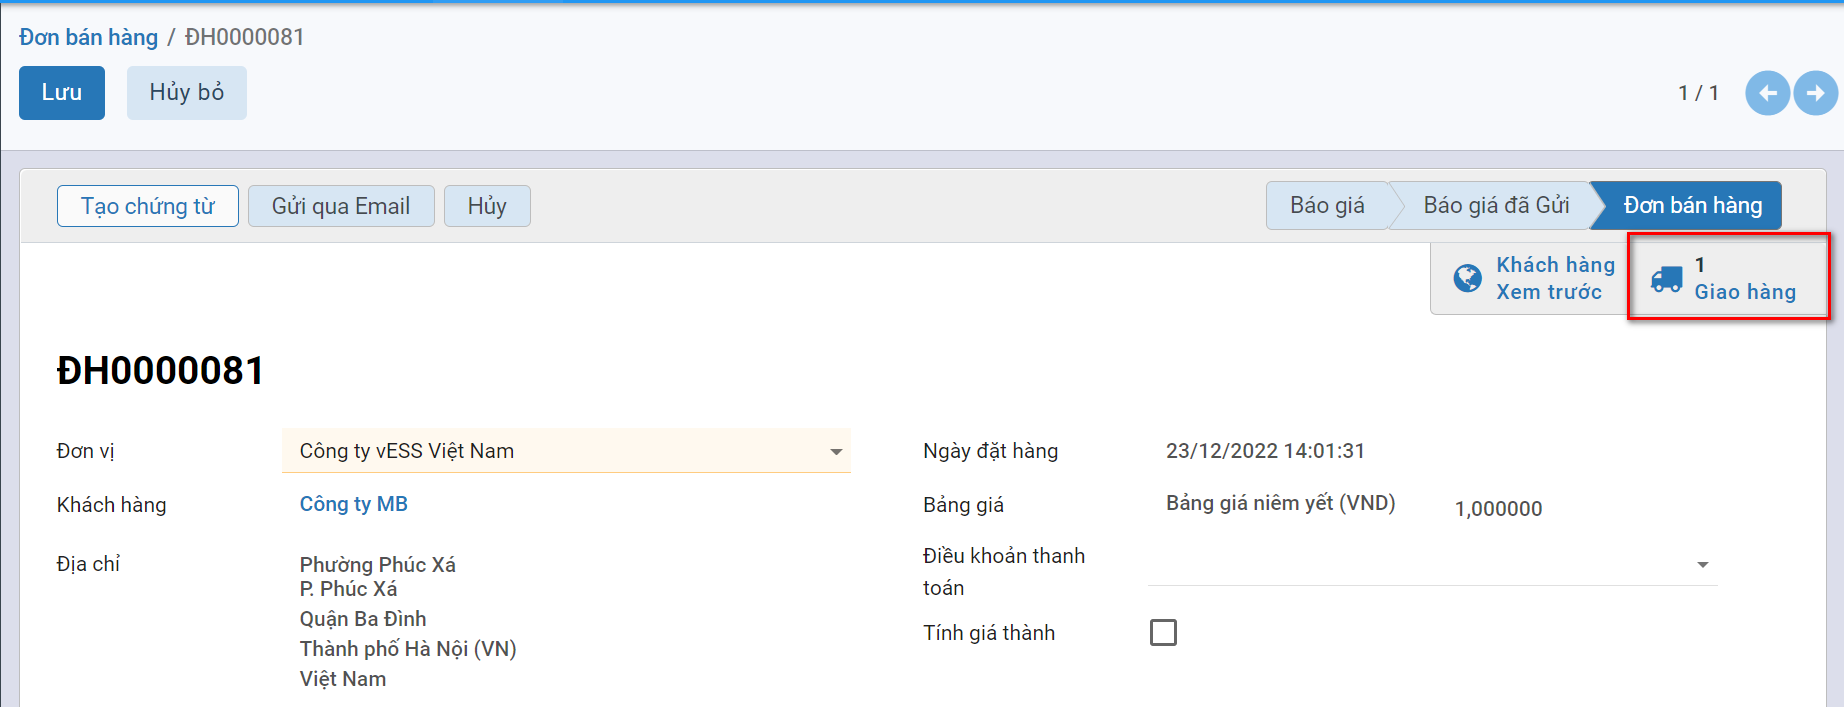 Đơn bán hàng / ĐH0000081
Lưu
Hủy bỏ
1 / 1
Tạo chứng từ
Gửi qua Email
Hủy
Báo giá
Báo giá đã Gửi
Đơn bán hàng
Khách hàng
Xem trước
1
Giao hàng
ĐH0000081
Đơn vị
Công ty vESS Việt Nam
Khách hàng
Công ty MB
Địa chỉ
Phường Phúc Xá
P. Phúc Xá
Quận Ba Đình
Thành phố Hà Nội (VN)
Việt Nam
Ngày đặt hàng
23/12/2022 14:01:31
Bảng giá
Bảng giá niêm yết (VND)
1,000000
Điều khoản thanh
toán
Tính giá thành